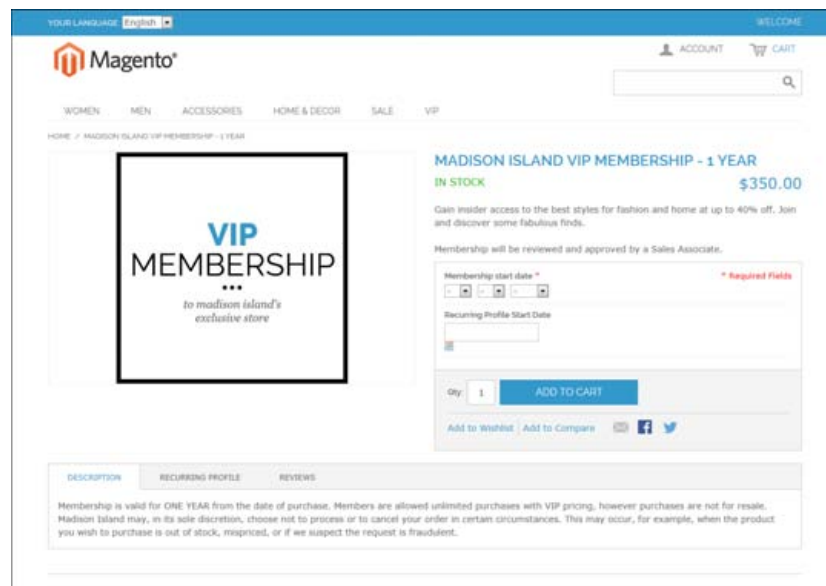 YOUR LANGUAGE: English
WELCOME
Magento®
ACCOUNT CART
WOMEN MEN ACCESSORIES HOME & DECOR SALE VIP
HOME / MADISON ISLAND VIP MEMBERSHIP - 1 YEAR
VIP
MEMBERSHIP
to madison island's
exclusive store
MADISON ISLAND VIP MEMBERSHIP - 1 YEAR
IN STOCK $350.00
Gain insider access to the best styles for fashion and home at up to 40% off. Join
and discover some fabulous finds.
Membership will be reviewed and approved by a Sales Associate.
Membership start date * * Required Fields
- - -
Recurring Profile Start Date
Qty: 1 ADD TO CART
Add to Wishlist | Add to Compare
DESCRIPTION RECURRING PROFILE REVIEWS
Membership is valid for ONE YEAR from the date of purchase. Members are allowed unlimited purchases with VIP pricing, however purchases are not for resale.
Madison Island may, in its sole discretion, choose not to process or to cancel your order in certain circumstances. This may occur, for example, when the product
you wish to purchase is out of stock, mispriced, or if we suspect the request is fraudulent.